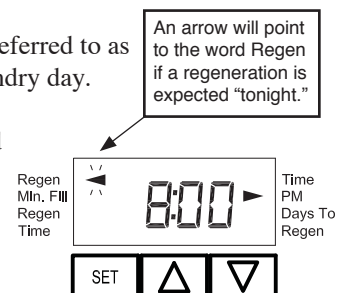 eferred to as
ndry day.
An arrow will point
to the word Regen
if a regeneration is
expected “tonight.”
Regen
MIn. FIll
Regen
Time
8:00
Time
PM
Days To
Regen
SET